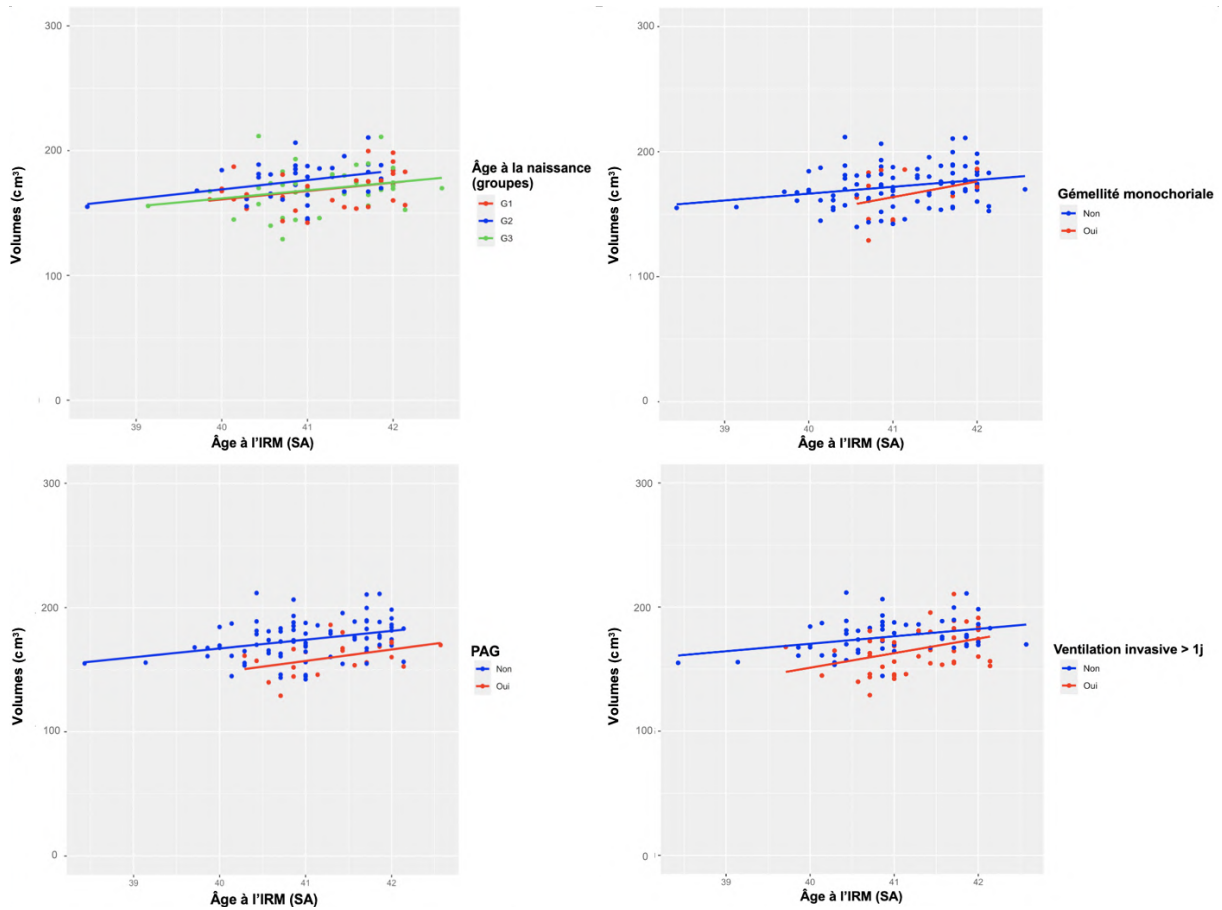 300
200
100
0
Volumes (cm³)
39
40
41
42
Âge à l'IRM (SA)
Âge à la naissance
(groupes)
G1
G2
G3
300
200
100
0
Volumes (cm³)
39
40
41
42
Âge à l'IRM (SA)
Gémellité monochoriale
Non
Oui
300
200
100
0
Volumes (cm³)
39
40
41
42
Âge à l'IRM (SA)
PAG
Non
Oui
300
200
100
0
Volumes (cm³)
39
40
41
42
Âge à l'IRM (SA)
Ventilation invasive > 1j
Non
Oui